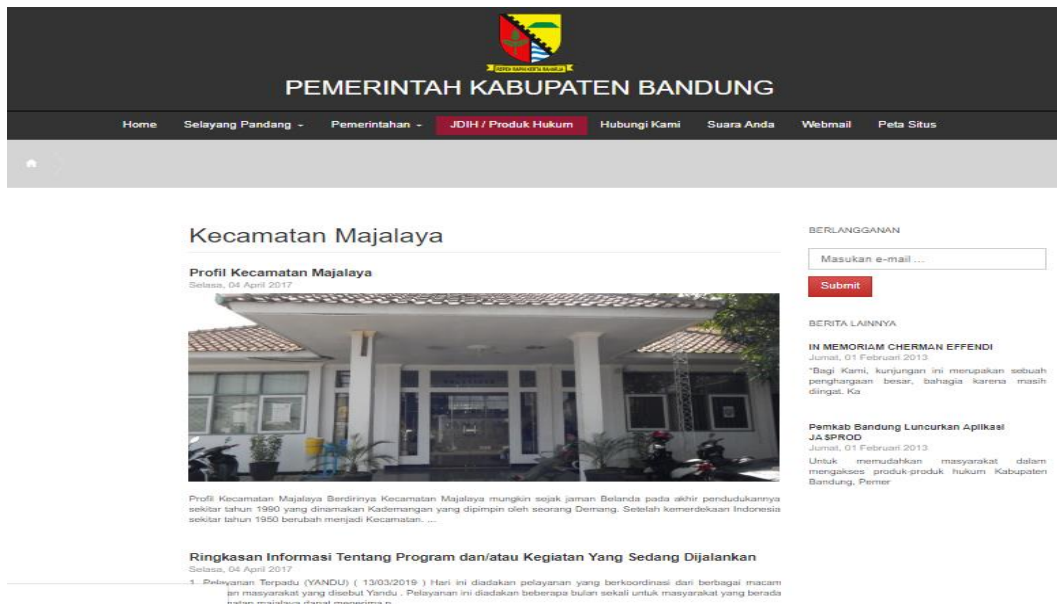 PEMERINTAH KABUPATEN BANDUNG
Home Selayang Pandang Pemerintahan JDIH / Produk Hukum Hubungi Kami Suara Anda Webmail Peta Situs
Kecamatan Majalaya
Profil Kecamatan Majalaya
Selasa, 04 April 2017
Profil Kecamatan Majalaya Berdirinya Kecamatan Majalaya mungkin sejak jaman Belanda pada akhir pendudukannya
sekitar tahun 1990 yang dinamakan Kademangan yang dipimpin oleh seorang Demang. Setelah kemerdekaan Indonesia
sekitar tahun 1950 berubah menjadi Kecamatan. ...
Ringkasan Informasi Tentang Program dan/atau Kegiatan Yang Sedang Dijalankan
Selasa, 04 April 2017
1. Pelayanan Terpadu (YANDU) ( 13/03/2019 ) Hari ini diadakan pelayanan yang berkoordinasi dari berbagai macam
an masyarakat yang disebut Yandu . Pelayanan ini diadakan beberapa bulan sekali untuk masyarakat yang berada
majalaya dapat menerima p
BERLANGGANAN
Masukan e-mail ...
Submit
BERITA LAINNYA
IN MEMORIAM CHERMAN EFFENDI
Jumat, 01 Februari 2013
"Bagi Kami, kunjungan ini merupakan sebuah
penghargaan besar, bahagia karena masih
diingat. Ka
Pemkab Bandung Luncurkan Aplikasi
JASPROD
Jumat, 01 Februari 2013
Untuk memudahkan masyarakat dalam
mengakses produk-produk hukum Kabupaten
Bandung, Pemer